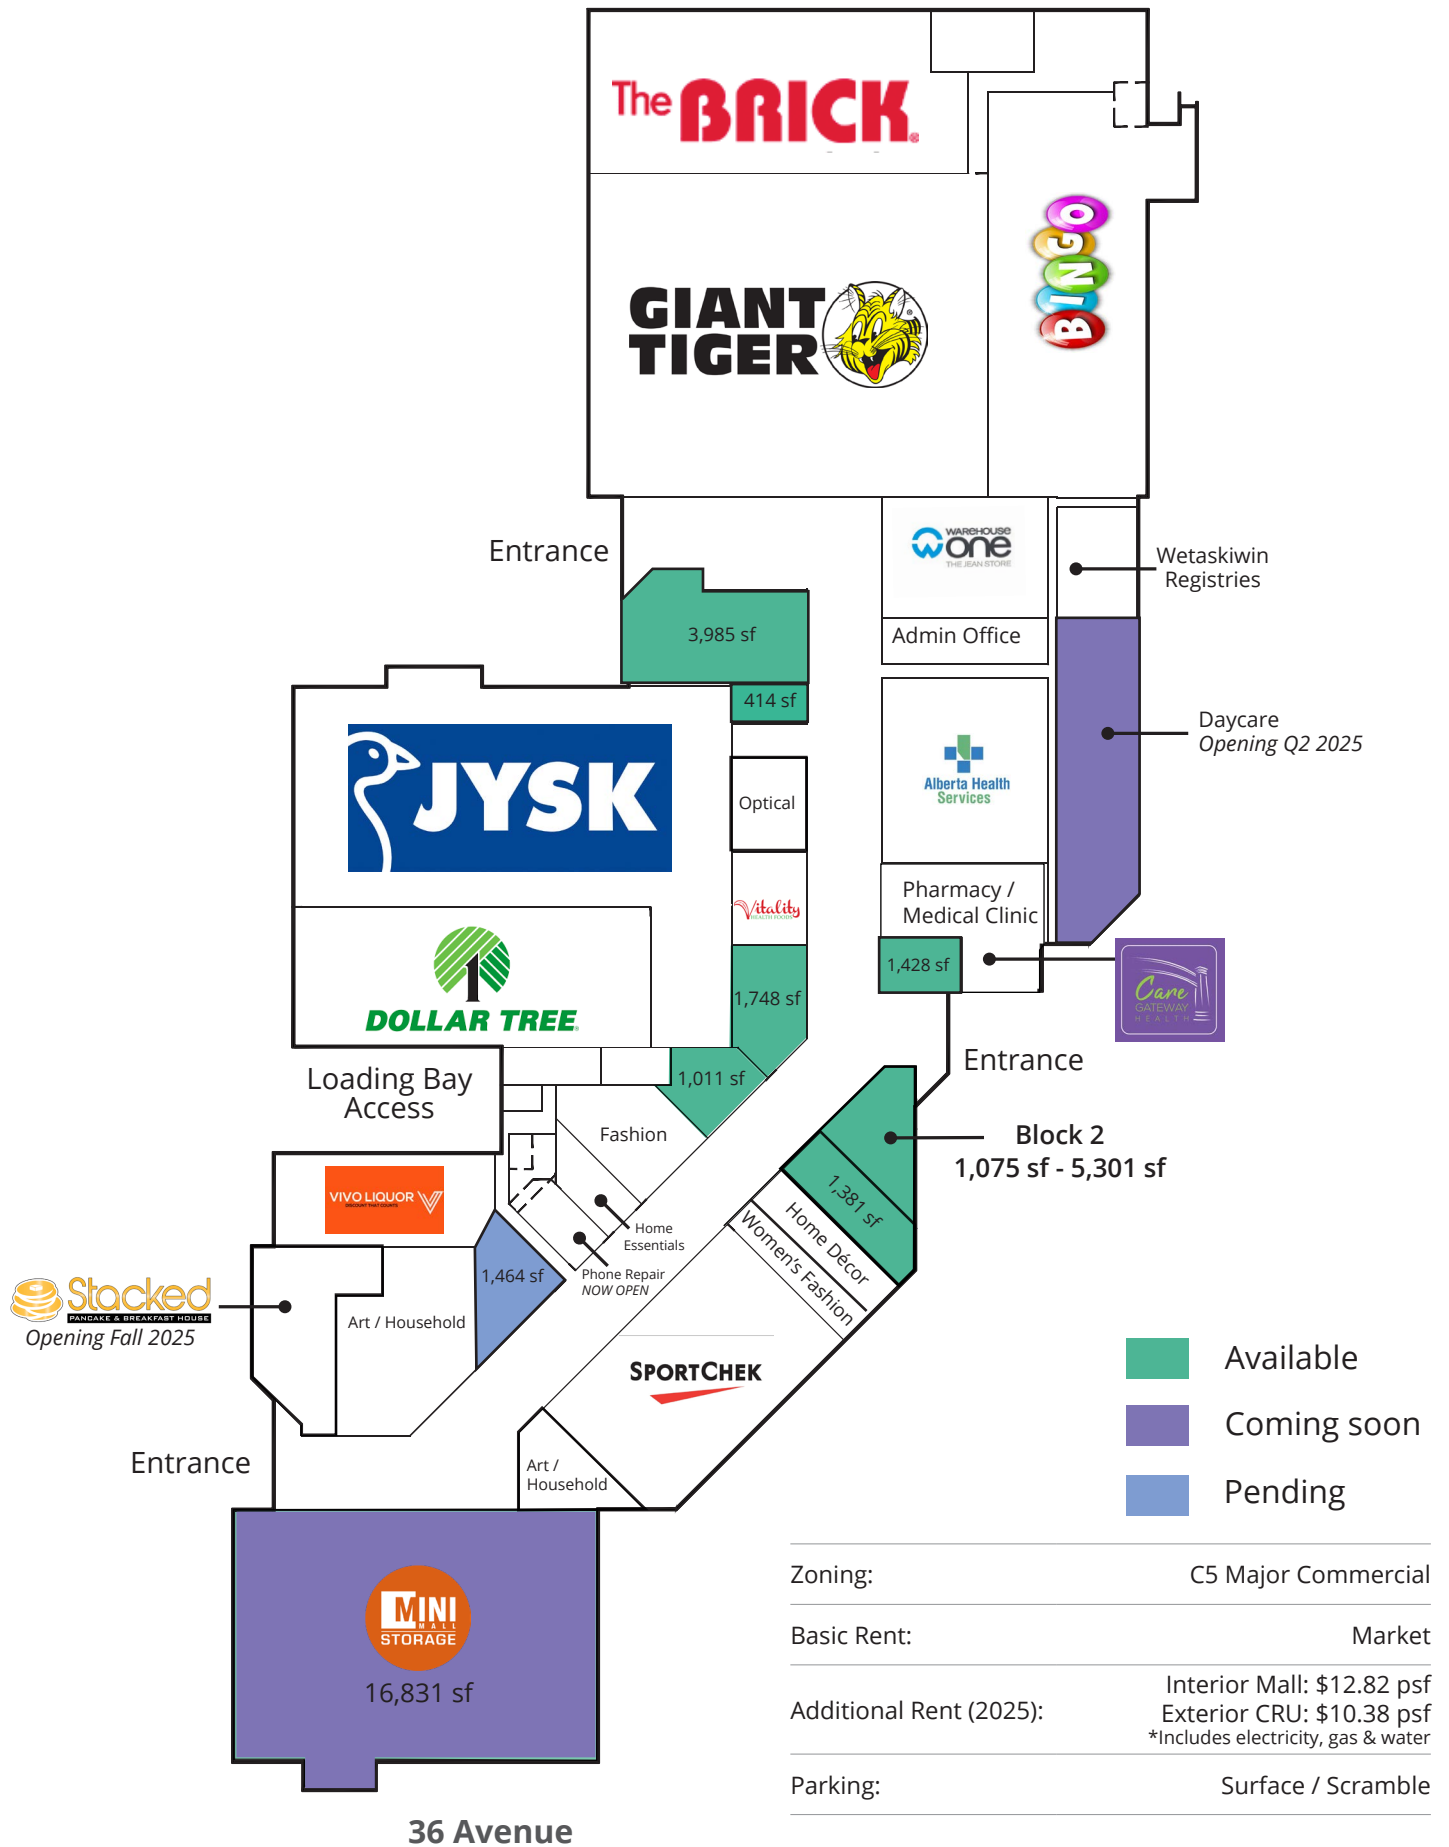 The BRICK
BINGO
GIANT
TIGER
Entrance
WAREHOUSE
one
THE JEAN STORE
Wetaskiwin
Registries
3,985 sf
Admin Office
414 sf
Daycare
Opening Q2 2025
JYSK
Optical
Alberta Health
Services
Vitality
HEALTH FOODS
Pharmacy /
Medical Clinic
1,428 sf
1,748 sf
DOLLAR TREE
Care
GATEWAY
HEALTH
Entrance
Loading Bay
Access
1,011 sf
Fashion
Block 2
1,075 sf - 5,301 sf
1,381 sf
VIVO LIQUOR
DISCOUNT THAT COUNTS
Home
Essentials
Home Décor
Women's Fashion
Phone Repair
NOW OPEN
1,464 sf
Stacked
PANCAKE & BREAKFAST HOUSE
Opening Fall 2025
Art / Household
SPORTCHEK
Available
Coming soon
Pending
Entrance
Art /
Household
MINI
MALL
STORAGE
16,831 sf
Zoning: C5 Major Commercial
Basic Rent: Market
Additional Rent (2025): Interior Mall: $12.82 psf
Exterior CRU: $10.38 psf
*Includes electricity, gas & water
Parking: Surface / Scramble
36 Avenue